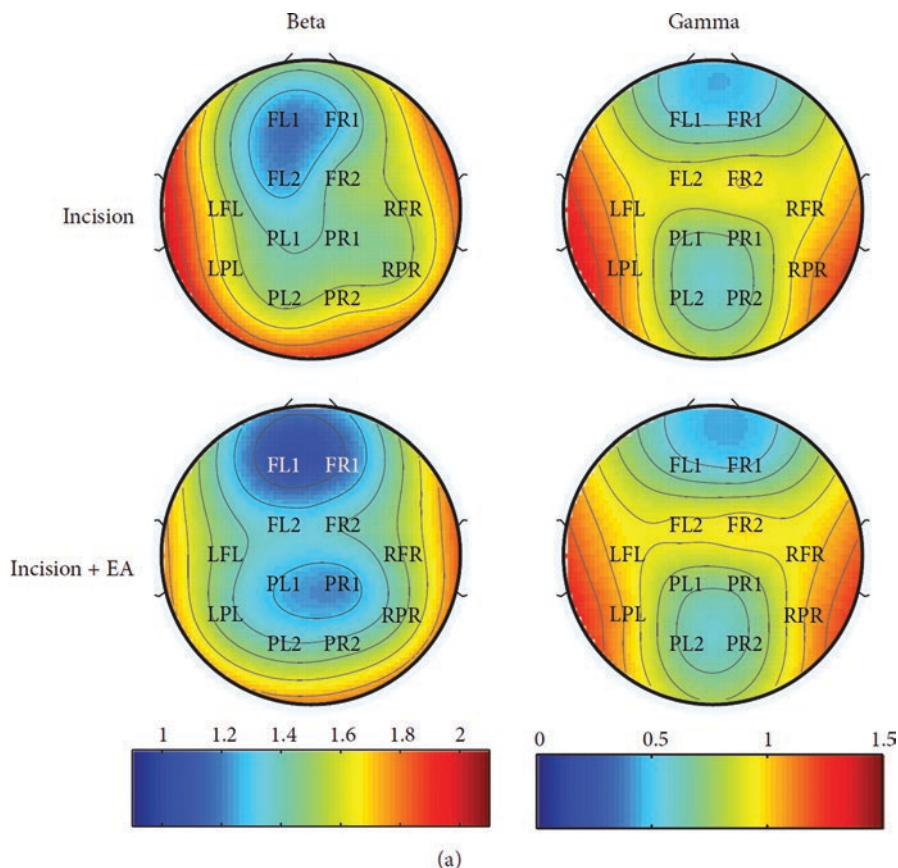 Beta
Gamma
Incision
FL1 FR1
FL2 FR2
LFL RFR
PL1 PR1
LPL RPR
PL2 PR2
FL1 FR1
FL2 FR2
LFL RFR
PL1 PR1
LPL RPR
PL2 PR2
Incision + EA
FL1 FR1
FL2 FR2
LFL RFR
PL1 PR1
LPL RPR
PL2 PR2
FL1 FR1
FL2 FR2
LFL RFR
PL1 PR1
LPL RPR
PL2 PR2
1 1.2 1.4 1.6 1.8 2
0 0.5 1 1.5
(a)